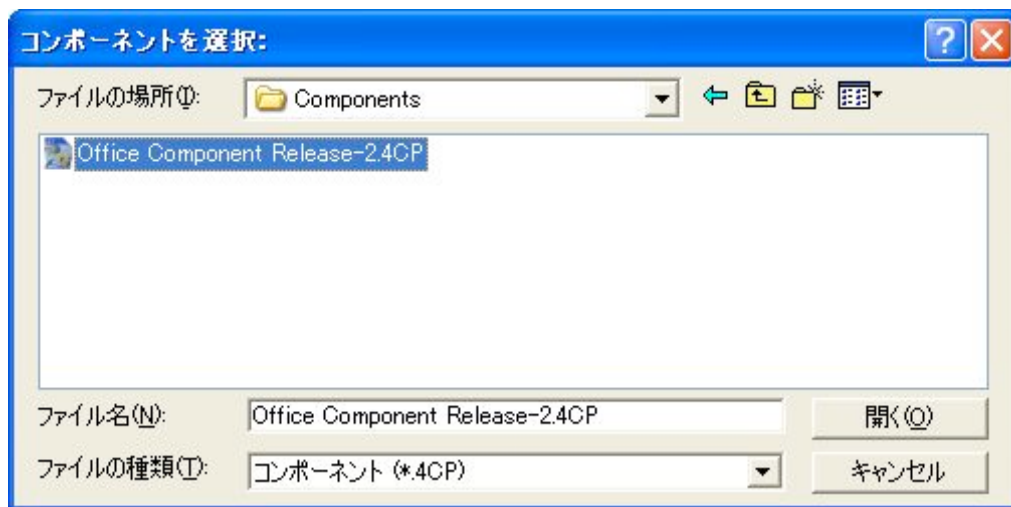 コンポーネントを選択:
ファイルの場所(I):
Components
Office Component Release-2.4CP
ファイル名(N):
Office Component Release-2.4CP
開く(O)
ファイルの種類(T):
コンポーネント (*.4CP)
キャンセル